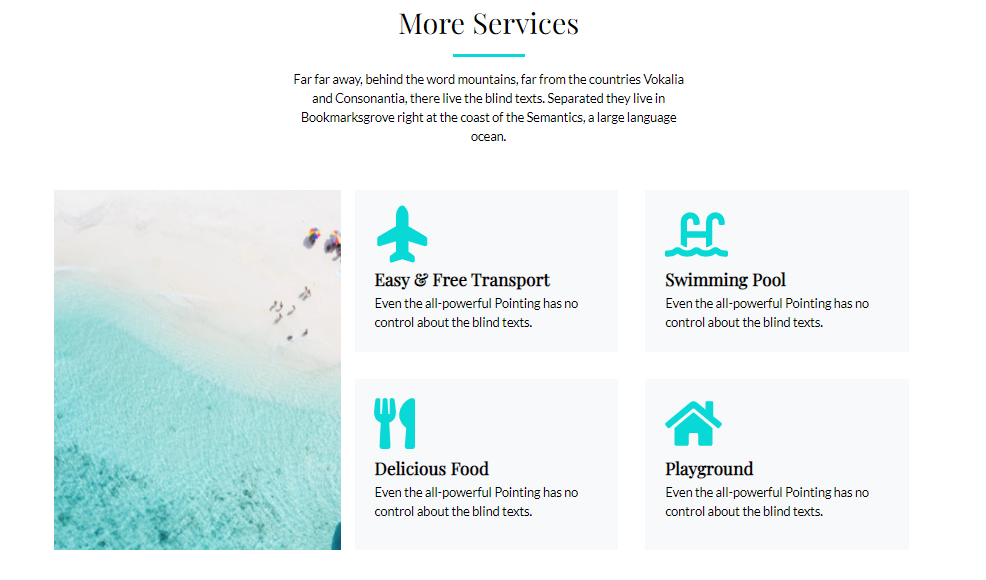 More Services
Far far away, behind the word mountains, far from the countries Vokalia
and Consonantia, there live the blind texts. Separated they live in
Bookmarksgrove right at the coast of the Semantics, a large language
ocean.
Easy & Free Transport
Even the all-powerful Pointing has no
control about the blind texts.
Swimming Pool
Even the all-powerful Pointing has no
control about the blind texts.
Delicious Food
Even the all-powerful Pointing has no
control about the blind texts.
Playground
Even the all-powerful Pointing has no
control about the blind texts.